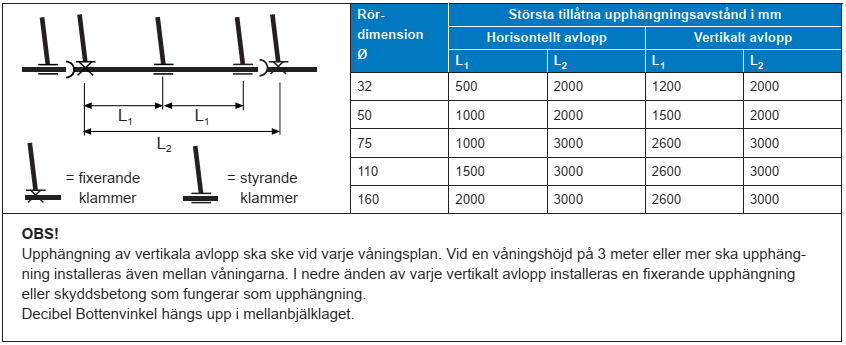 L1 L1
L2
= fixerande
klammer
= styrande
klammer
Rör-
dimension
Ø
Största tillåtna upphängningsavstånd i mm
Horisontellt avlopp Vertikalt avlopp
L1 L2 L1 L2
32 500 2000 1200 2000
50 1000 2000 1500 2000
75 1000 3000 2600 3000
110 1500 3000 2600 3000
160 2000 3000 2600 3000
OBS!
Upphängning av vertikala avlopp ska ske vid varje våningsplan. Vid en våningshöjd på 3 meter eller mer ska upphäng-
ning installeras även mellan våningarna. I nedre änden av varje vertikalt avlopp installeras en fixerande upphängning
eller skyddsbetong som fungerar som upphängning.
Decibel Bottenvinkel hängs upp i mellanbjälklaget.